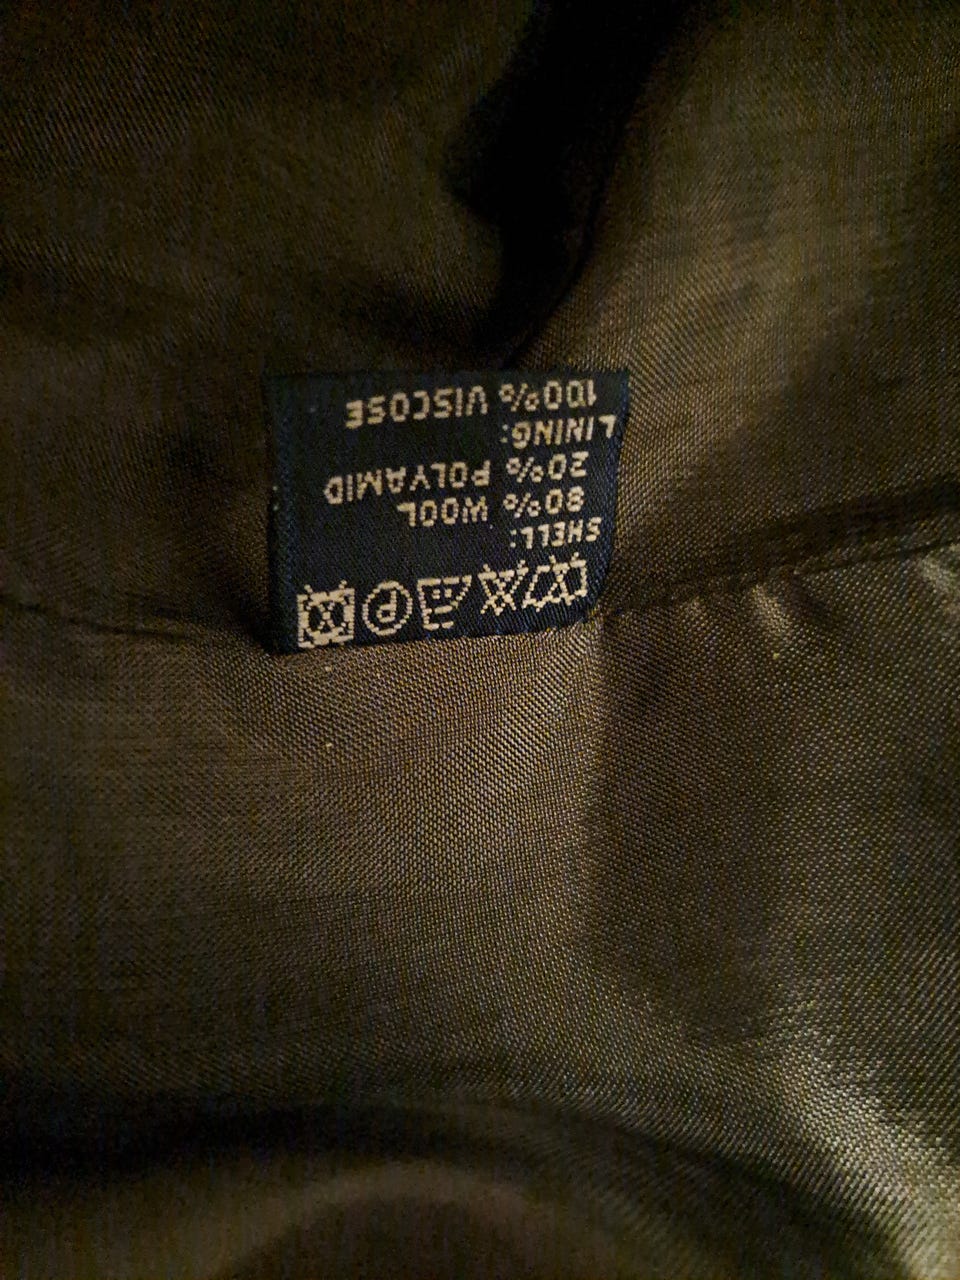 SHELL:
80% WOOL
20% POLYAMID
LINING:
100% VISCOSE